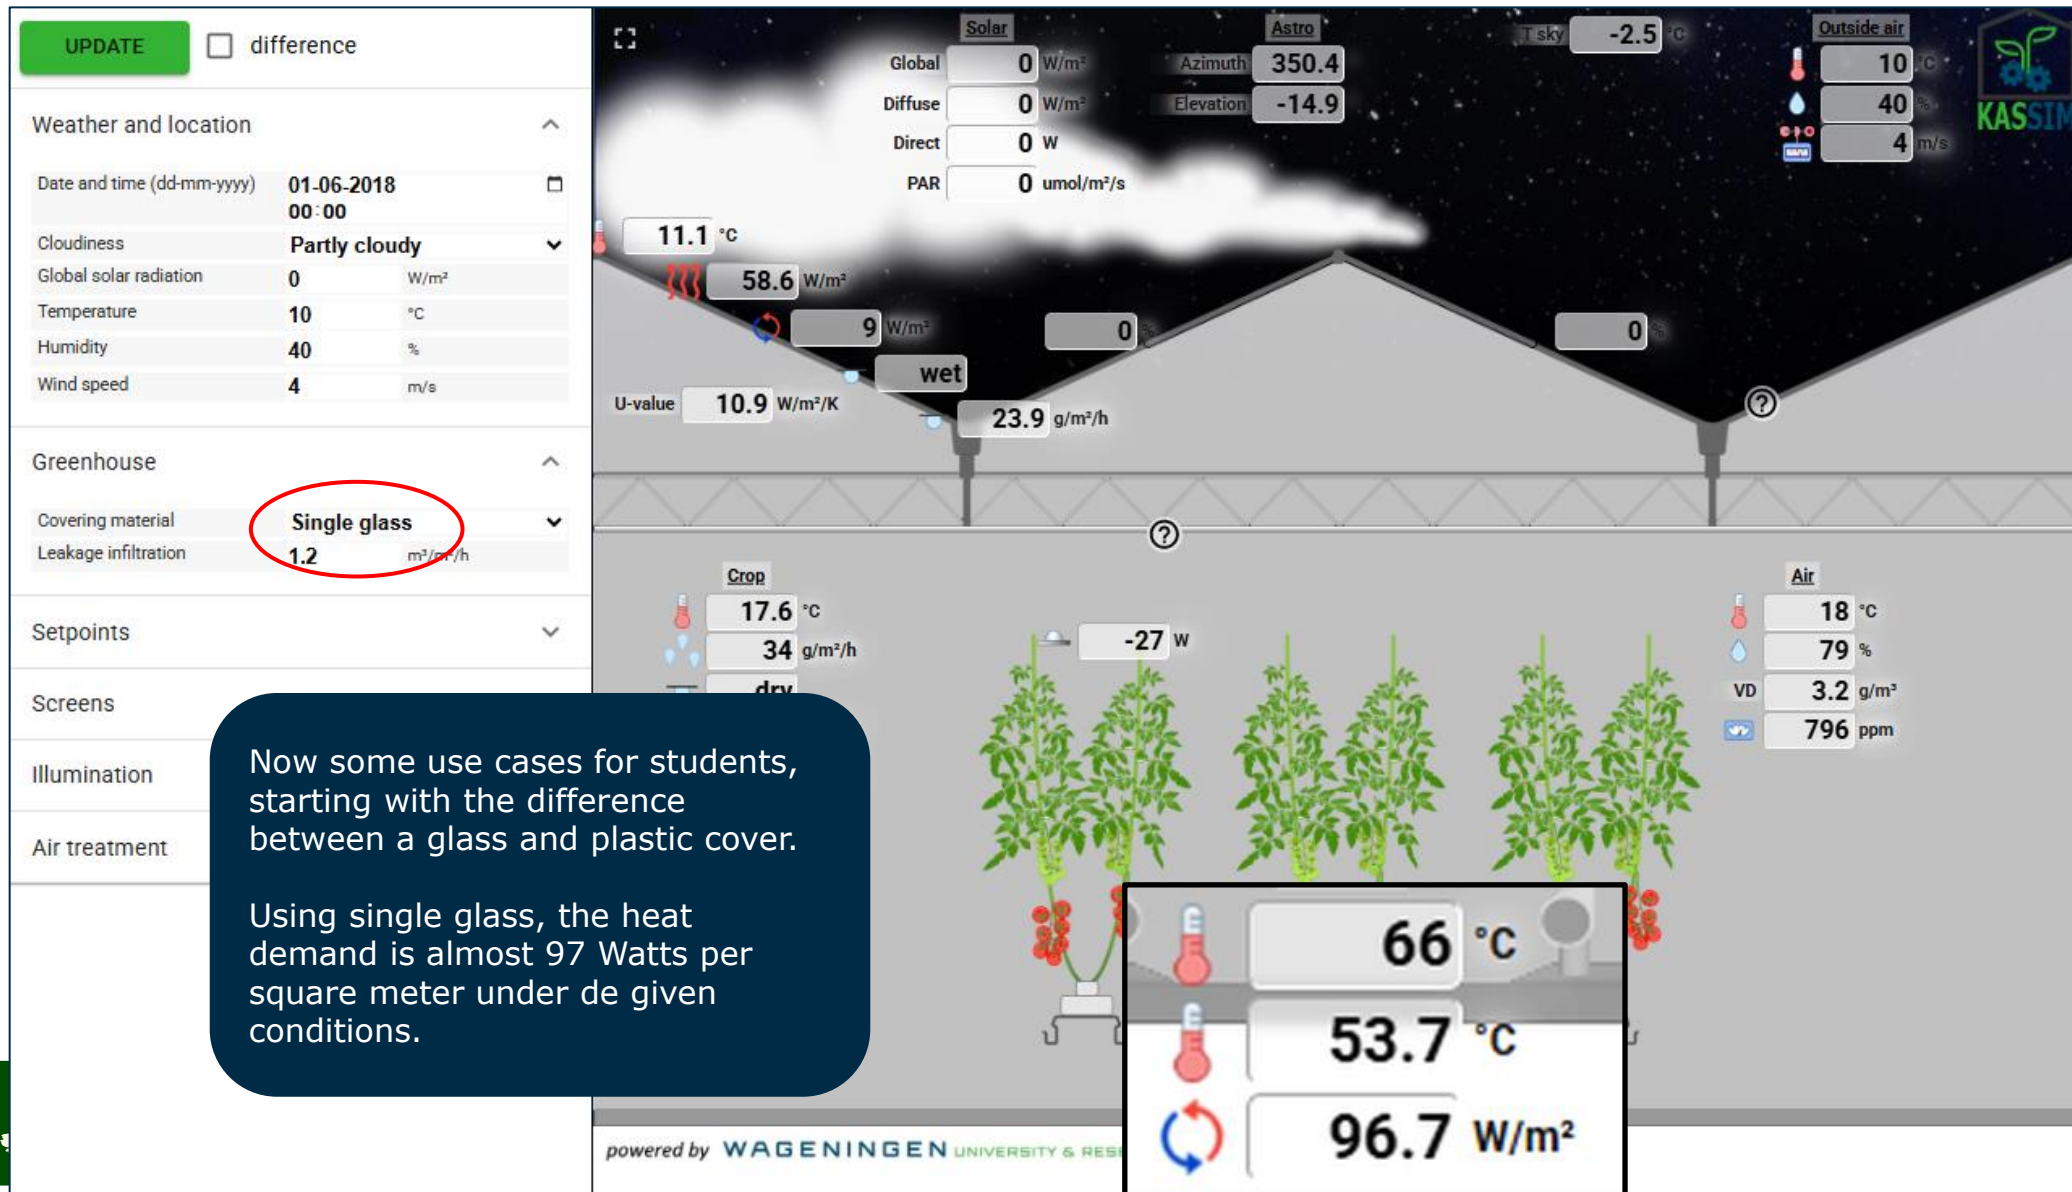 UPDATE
difference
Weather and location
Date and time (dd-mm-yyyy) 01-06-2018
00:00
Cloudiness Partly cloudy
Global solar radiation 0 W/m²
Temperature 10 °C
Humidity 40 %
Wind speed 4 m/s
Greenhouse
Covering material Single glass
Leakage infiltration 1.2 m³/m²/h
Setpoints
Screens
Illumination
Air treatment
Solar
Global 0 W/m²
Diffuse 0 W/m²
Direct 0 W
PAR 0 umol/m²/s
Astro
Azimuth 350.4
Elevation -14.9
T sky -2.5 °C
Outside air
10 °C
40 %
4 m/s
KASSIM
11.1 °C
58.6 W/m²
9 W/m²
0 %
0 %
wet
U-value 10.9 W/m²/K
23.9 g/m²/h
?
?
Crop
17.6 °C
34 g/m²/h
dry
-27 W
Air
18 °C
79 %
VD 3.2 g/m³
796 ppm
Now some use cases for students,
starting with the difference
between a glass and plastic cover.
Using single glass, the heat
demand is almost 97 Watts per
square meter under de given
conditions.
66 °C
53.7 °C
96.7 W/m²
powered by WAGENINGEN UNIVERSITY & RESE